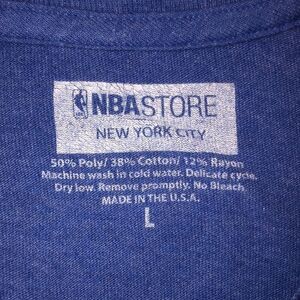 NBASTORE
NEW YORK CITY
50% Poly/ 38% Cotton/ 12% Rayon
Machine wash in cold water. Delicate cycle.
Dry low. Remove promptly. No Bleach.
MADE IN THE U.S.A.
L